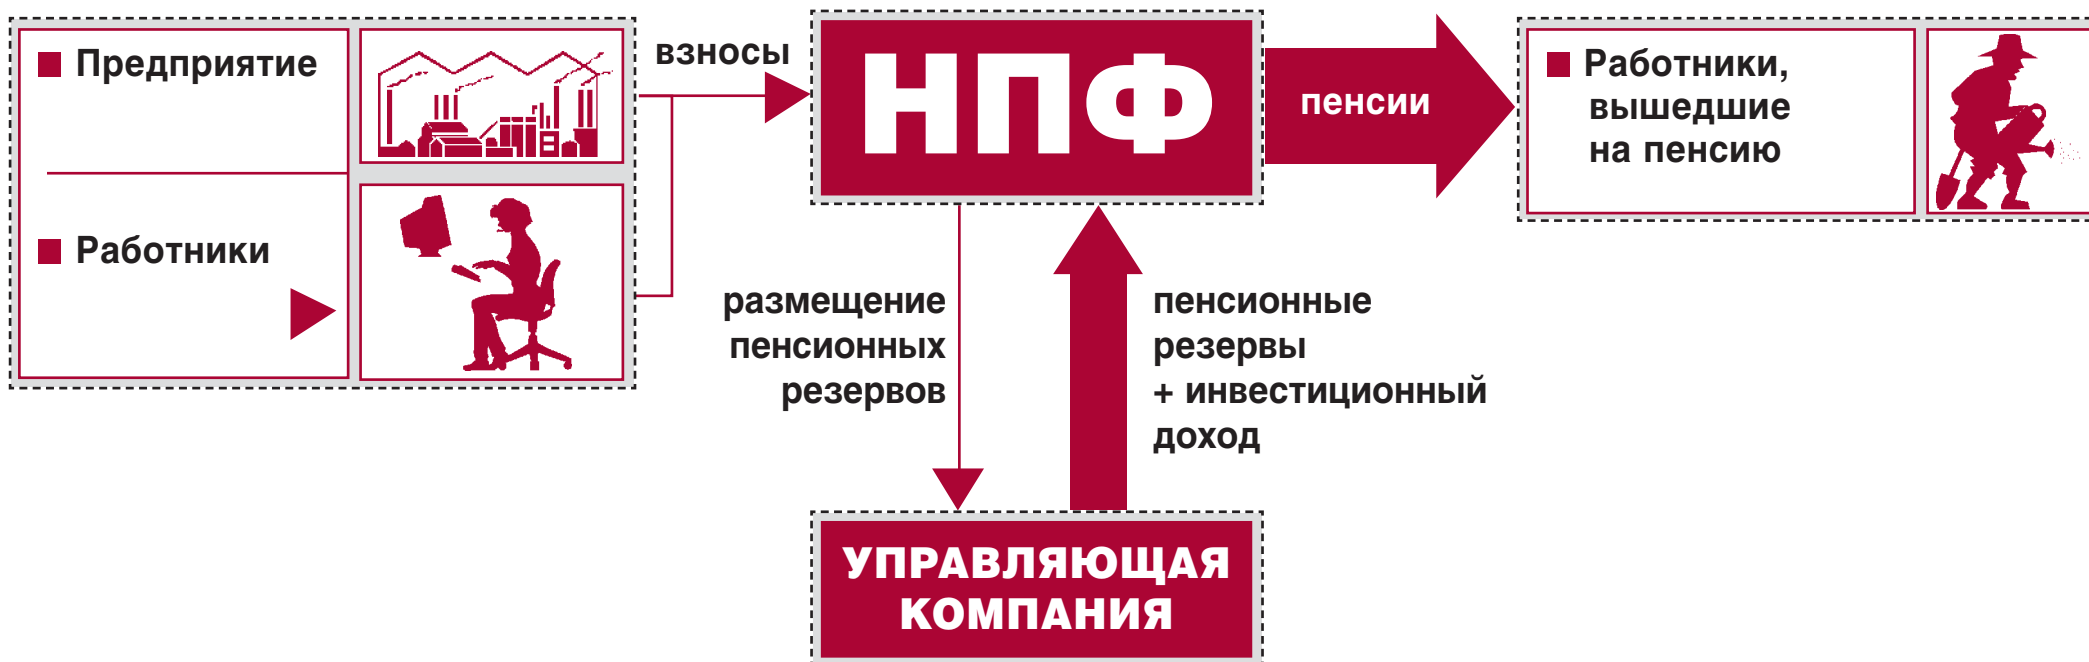 Предприятие
Работники
взносы
НПФ
пенсии
Работники,
вышедшие
на пенсию
размещение
пенсионных
резервов
пенсионные
резервы
+ инвестиционный
доход
УПРАВЛЯЮЩАЯ
КОМПАНИЯ